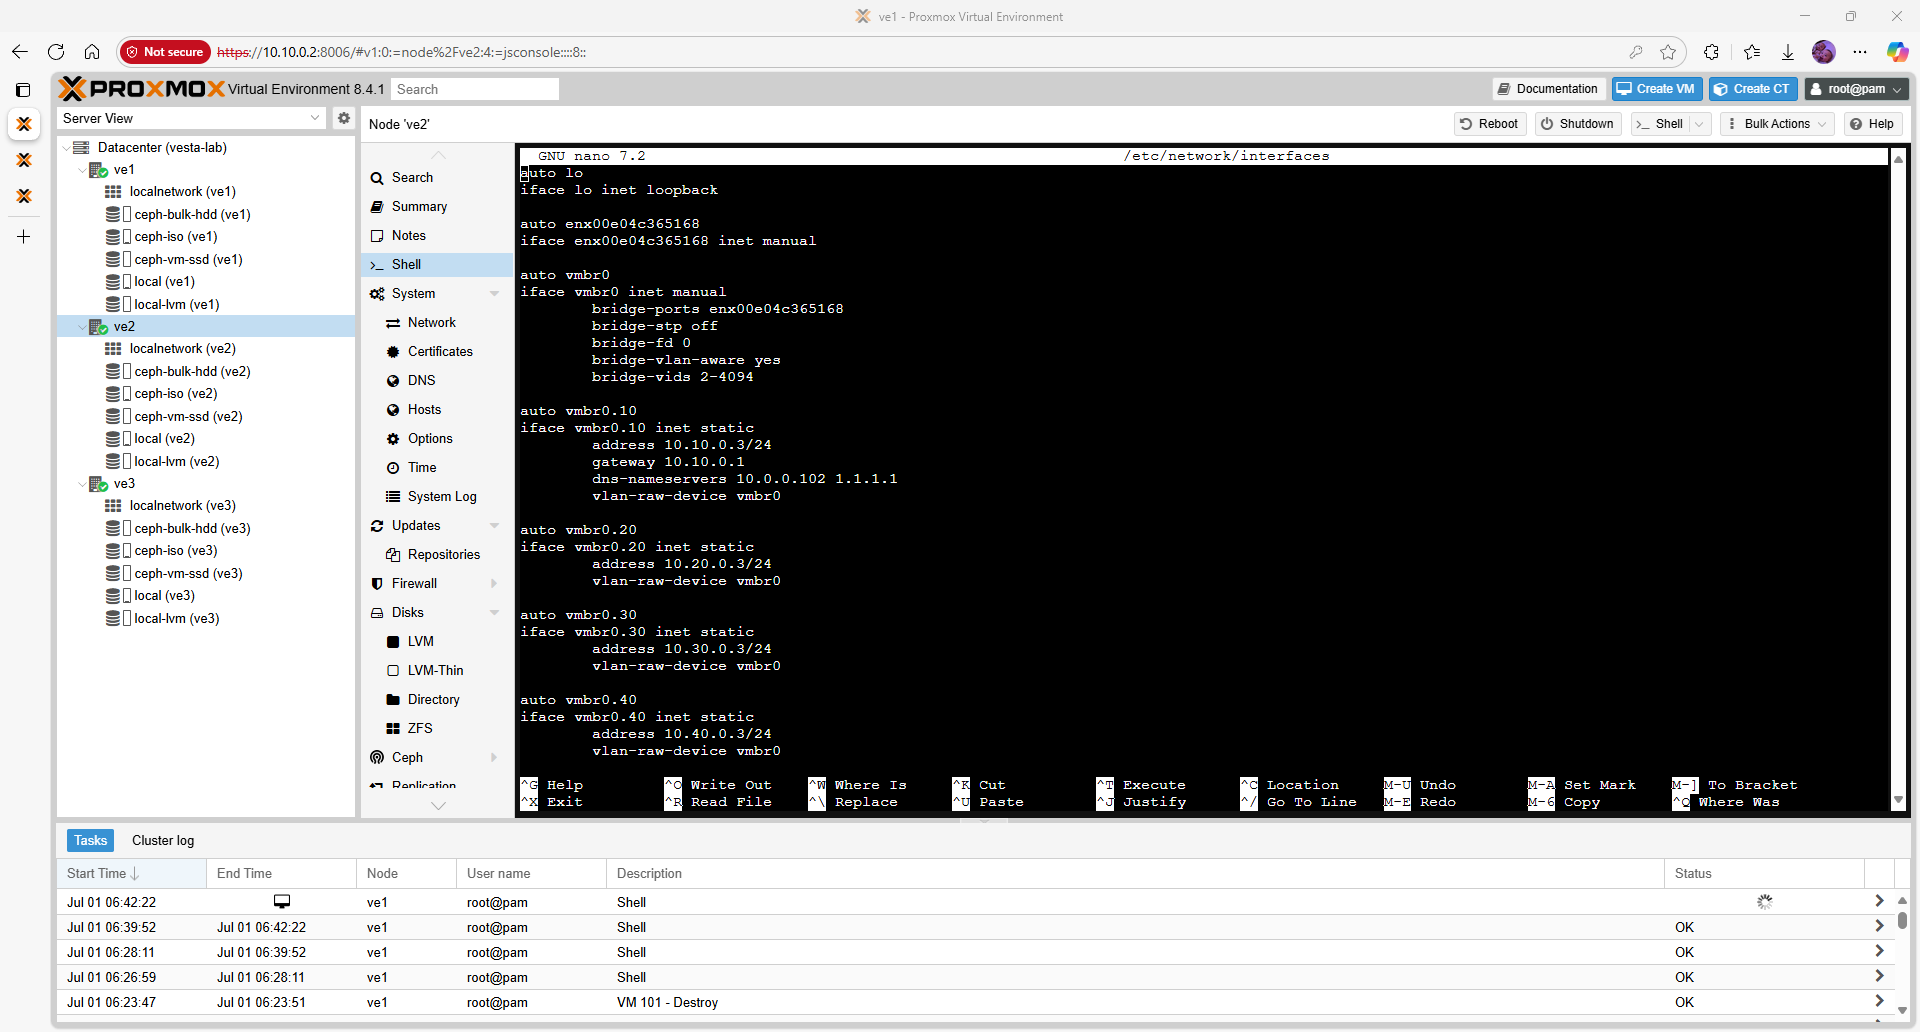 ve1 - Proxmox Virtual Environment
Not secure https://10.10.0.2:8006/#v1:0:=node%2Fve2:4:=jsconsole::::8::
PROXMOX Virtual Environment 8.4.1 Search Documentation Create VM Create CT root@pam
Server View
Node 've2' Reboot Shutdown Shell Bulk Actions Help
Datacenter (vesta-lab)
ve1
localnetwork (ve1)
ceph-bulk-hdd (ve1)
ceph-iso (ve1)
ceph-vm-ssd (ve1)
local (ve1)
local-lvm (ve1)
ve2
localnetwork (ve2)
ceph-bulk-hdd (ve2)
ceph-iso (ve2)
ceph-vm-ssd (ve2)
local (ve2)
local-lvm (ve2)
ve3
localnetwork (ve3)
ceph-bulk-hdd (ve3)
ceph-iso (ve3)
ceph-vm-ssd (ve3)
local (ve3)
local-lvm (ve3)
Search
Summary
Notes
Shell
System
Network
Certificates
DNS
Hosts
Options
Time
System Log
Updates
Repositories
Firewall
Disks
LVM
LVM-Thin
Directory
ZFS
Ceph
Replication
GNU nano 7.2 /etc/network/interfaces
auto lo
iface lo inet loopback
auto enx00e04c365168
iface enx00e04c365168 inet manual
auto vmbr0
iface vmbr0 inet manual
bridge-ports enx00e04c365168
bridge-stp off
bridge-fd 0
bridge-vlan-aware yes
bridge-vids 2-4094
auto vmbr0.10
iface vmbr0.10 inet static
address 10.10.0.3/24
gateway 10.10.0.1
dns-nameservers 10.0.0.102 1.1.1.1
vlan-raw-device vmbr0
auto vmbr0.20
iface vmbr0.20 inet static
address 10.20.0.3/24
vlan-raw-device vmbr0
auto vmbr0.30
iface vmbr0.30 inet static
address 10.30.0.3/24
vlan-raw-device vmbr0
auto vmbr0.40
iface vmbr0.40 inet static
address 10.40.0.3/24
vlan-raw-device vmbr0
^G Help ^O Write Out ^W Where Is ^K Cut ^T Execute ^C Location M-U Undo M-A Set Mark M-] To Bracket
^X Exit ^R Read File ^\ Replace ^U Paste ^J Justify ^/ Go To Line M-E Redo M-6 Copy ^Q Where Was
Tasks Cluster log
Start Time End Time Node User name Description Status
Jul 01 06:42:22 ve1 root@pam Shell
Jul 01 06:39:52 Jul 01 06:42:22 ve1 root@pam Shell OK
Jul 01 06:28:11 Jul 01 06:39:52 ve1 root@pam Shell OK
Jul 01 06:26:59 Jul 01 06:28:11 ve1 root@pam Shell OK
Jul 01 06:23:47 Jul 01 06:23:51 ve1 root@pam VM 101 - Destroy OK